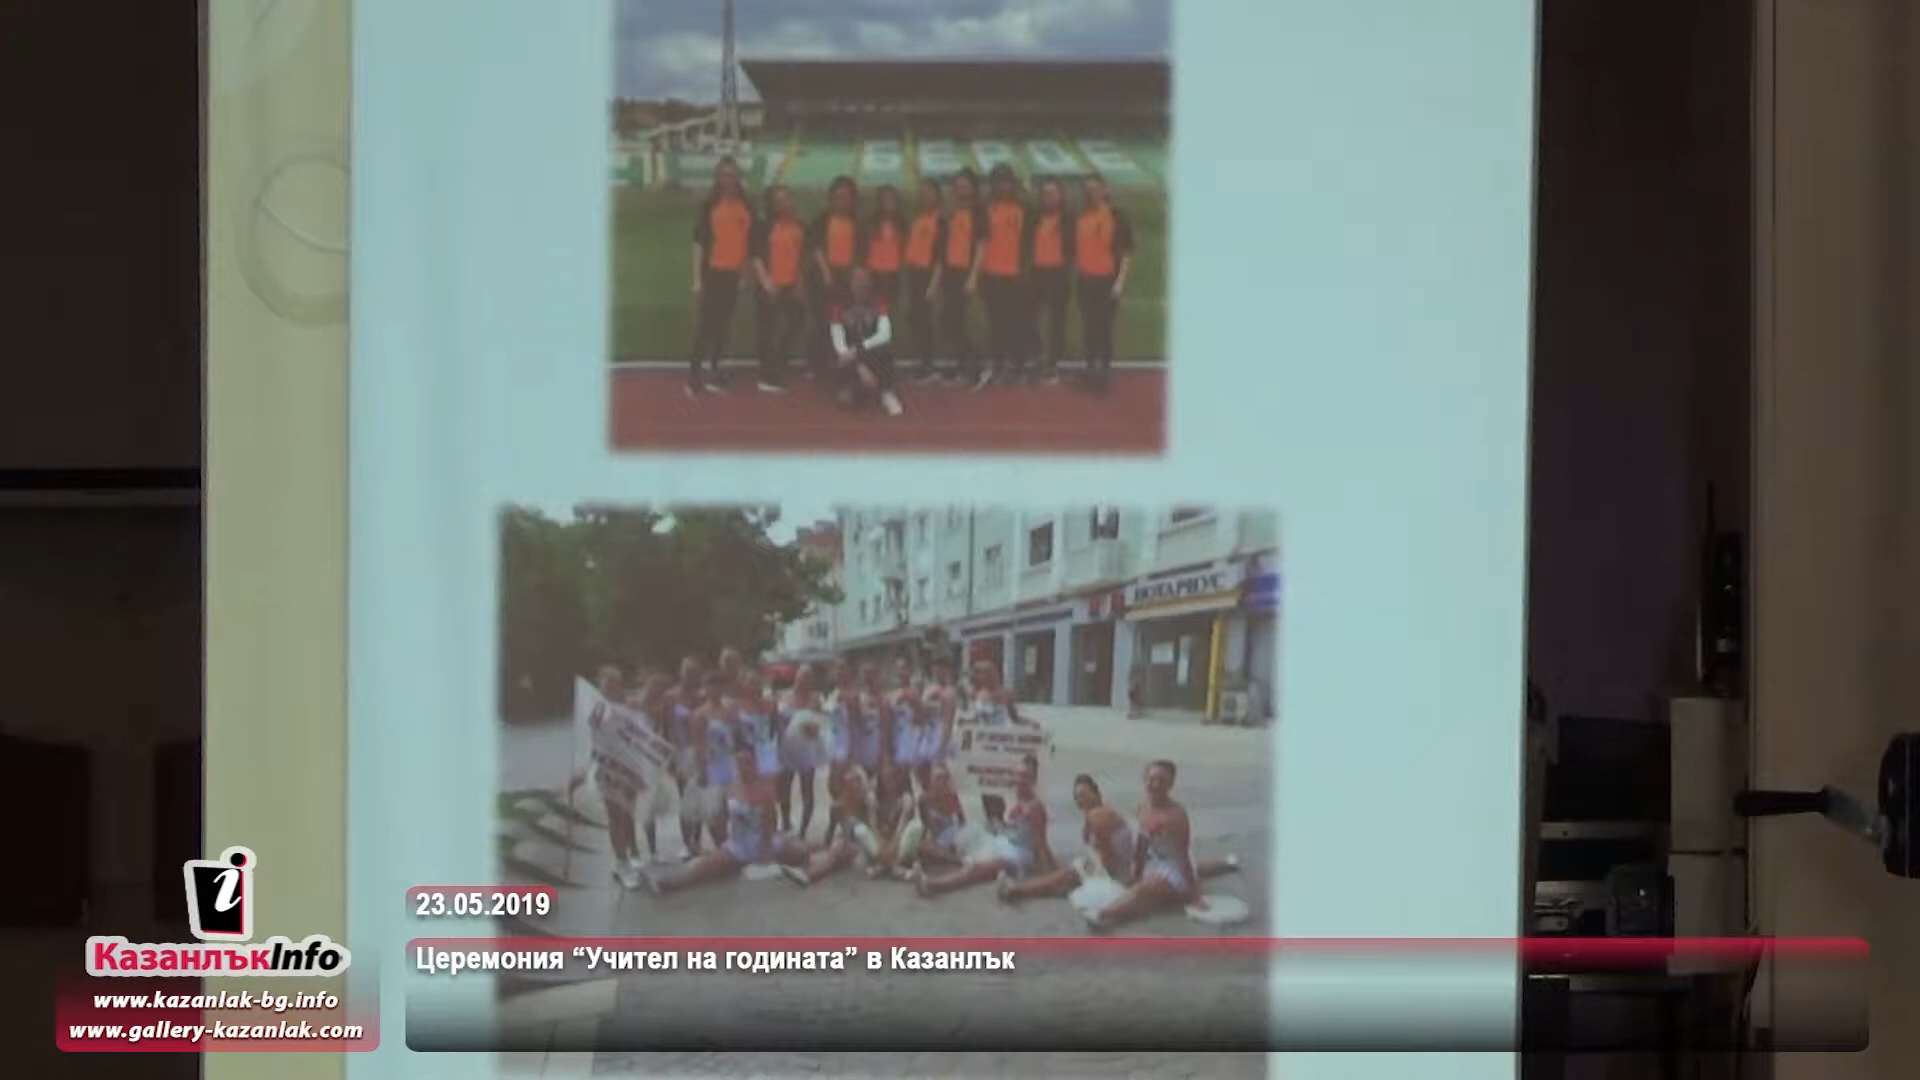 БЕРОЕ
НОТАРИУС
23.05.2019
Церемония “Учител на годината” в Казанлък
i
КазанлъкInfo
www.kazanlak-bg.info
www.gallery-kazanlak.com